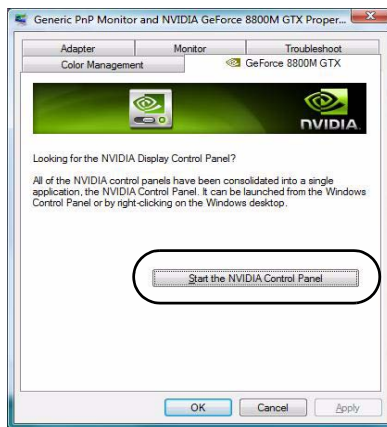 Generic PnP Monitor and NVIDIA GeForce 8800M GTX Proper...
Adapter Monitor Troubleshoot
Color Management GeForce 8800M GTX
NVIDIA
Looking for the NVIDIA Display Control Panel?
All of the NVIDIA control panels have been consolidated into a single
application, the NVIDIA Control Panel. It can be launched from the Windows
Control Panel or by right-clicking on the Windows desktop.
Start the NVIDIA Control Panel
OK Cancel Apply